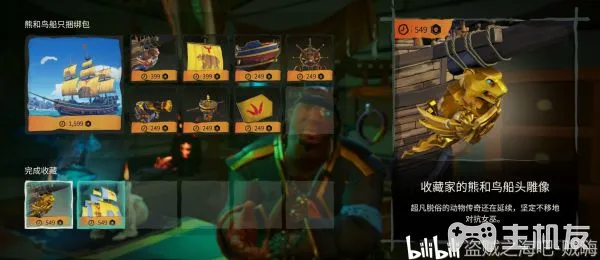 熊和鸟船只捆绑包
1,599
399
399
249
249
249
249
249
完成收藏
549
549
549
收藏家的熊和鸟船头雕像
超凡脱俗的动物传奇还在延续，坚定不移地
对抗女巫。
bilibili
盗贼之海吧-贼嗨
主机友